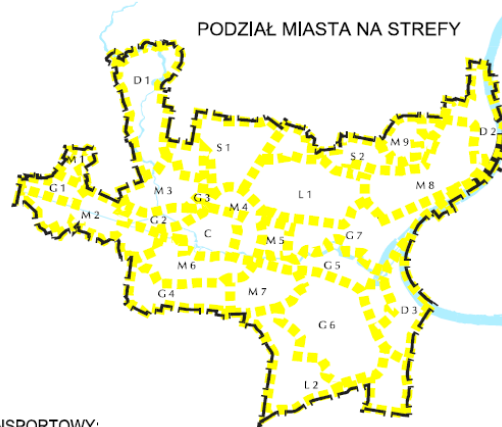 PODZIAŁ MIASTA NA STREFY
D 1
D 2
M 9
S 1
S 2
M 1
G 1
M 3
M 8
G 3
L 1
M 4
M 2
G 2
C
M 5
G 7
M 6
G 5
G 4
M 7
D 3
G 6
L 2
NSPORTOWY: